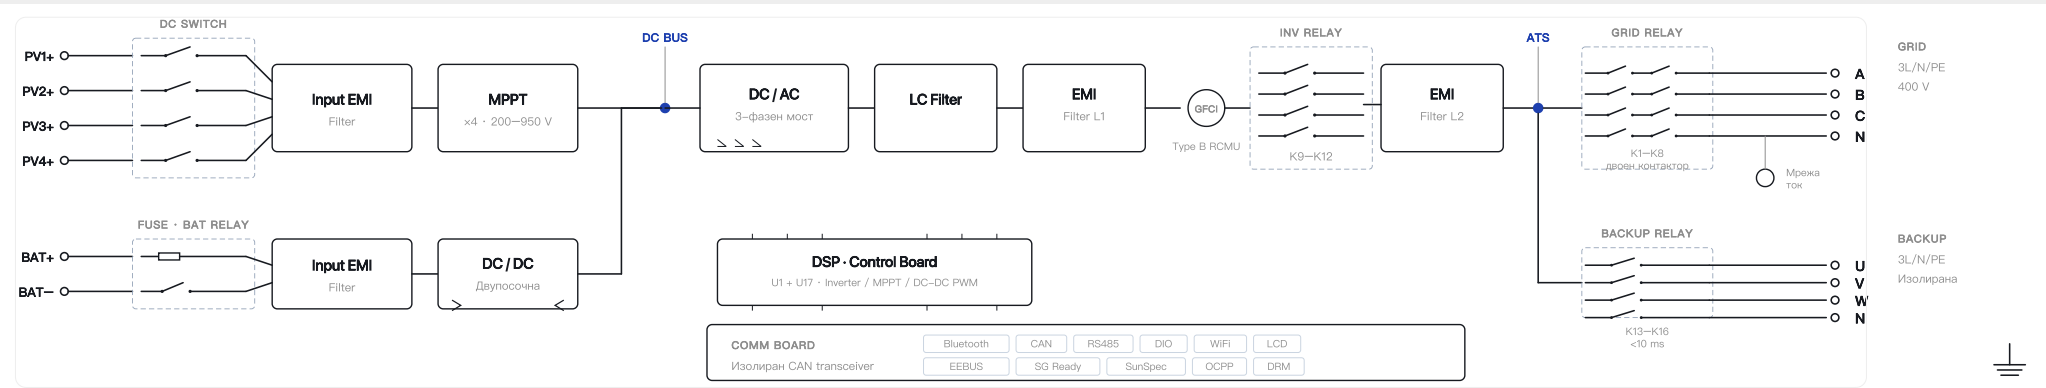 DC SWITCH
PV1+
PV2+
PV3+
PV4+
Input EMI
Filter
MPPT
×4 · 200–950 V
DC BUS
DC / AC
3-фазен мост
LC Filter
EMI
Filter L1
GFCI
Type B RCMU
INV RELAY
K9–K12
EMI
Filter L2
ATS
GRID RELAY
K1–K8
двоен контактор
A
B
C
N
Мрежа
ток
GRID
3L/N/PE
400 V
FUSE · BAT RELAY
BAT+
BAT–
Input EMI
Filter
DC / DC
Двупосочна
DSP · Control Board
U1 + U17 · Inverter / MPPT / DC-DC PWM
BACKUP RELAY
K13–K16
<10 ms
U
V
W
N
BACKUP
3L/N/PE
Изолирана
COMM BOARD
Изолиран CAN transceiver
Bluetooth CAN RS485 DIO WiFi LCD
EEBUS SG Ready SunSpec OCPP DRM